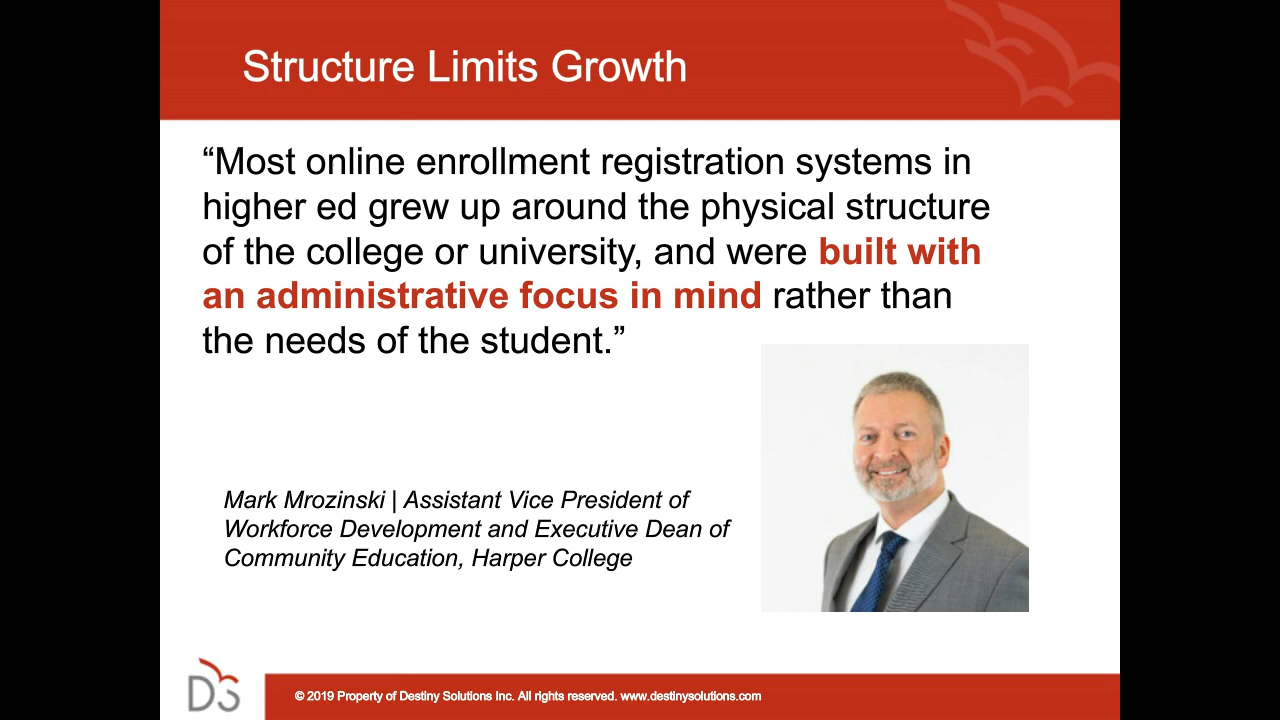 Structure Limits Growth
“Most online enrollment registration systems in
higher ed grew up around the physical structure
of the college or university, and were built with
an administrative focus in mind rather than
the needs of the student.”
Mark Mrozinski | Assistant Vice President of
Workforce Development and Executive Dean of
Community Education, Harper College
DS
© 2019 Property of Destiny Solutions Inc. All rights reserved. www.destinysolutions.com